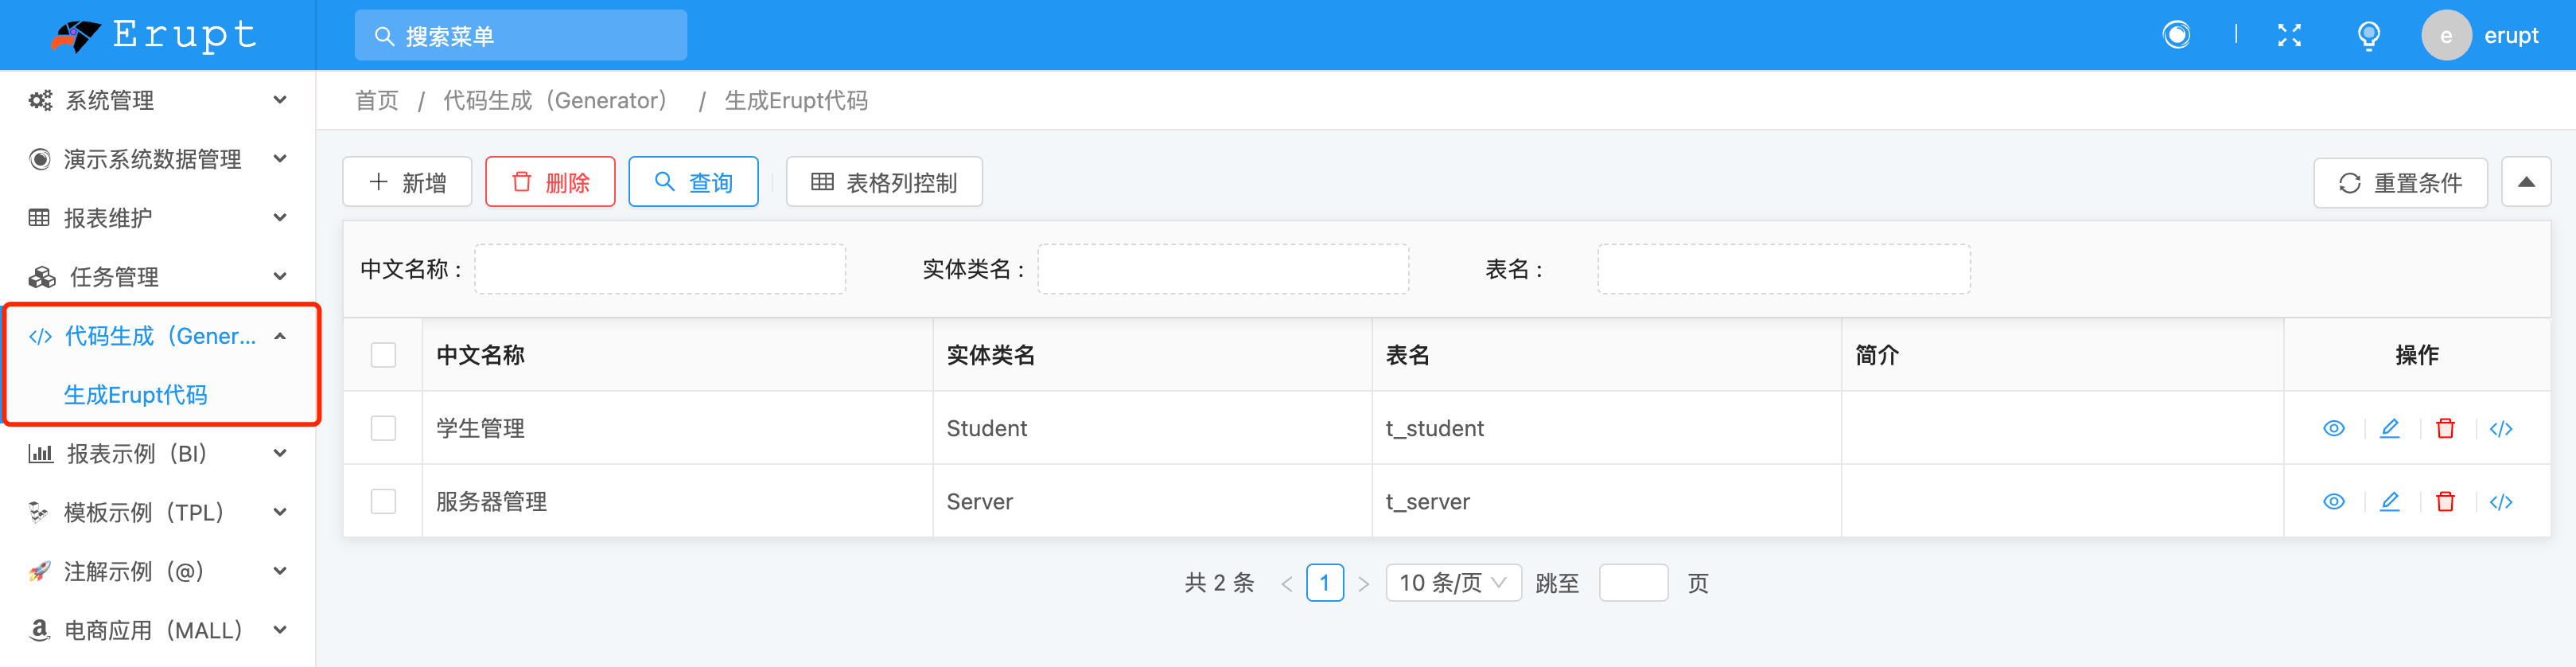 Erupt
搜索菜单
e
erupt
系统管理
演示系统数据管理
报表维护
任务管理
代码生成（Gener...
生成Erupt代码
报表示例（BI）
模板示例（TPL）
注解示例（@）
电商应用（MALL）
首页 / 代码生成（Generator） / 生成Erupt代码
新增 删除 查询 表格列控制 重置条件
中文名称： 实体类名： 表名：
中文名称 实体类名 表名 简介 操作
学生管理 Student t_student
服务器管理 Server t_server
共 2 条 < 1 > 10 条/页 跳至 页